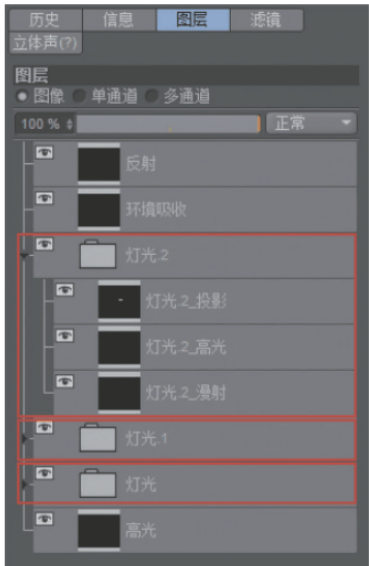 历史 信息 图层 滤镜
立体声(?)
图层
图像 单通道 多通道
100 % 正常
反射
环境吸收
灯光.2
灯光.2_投影
灯光.2_高光
灯光.2_漫射
灯光.1
灯光
高光